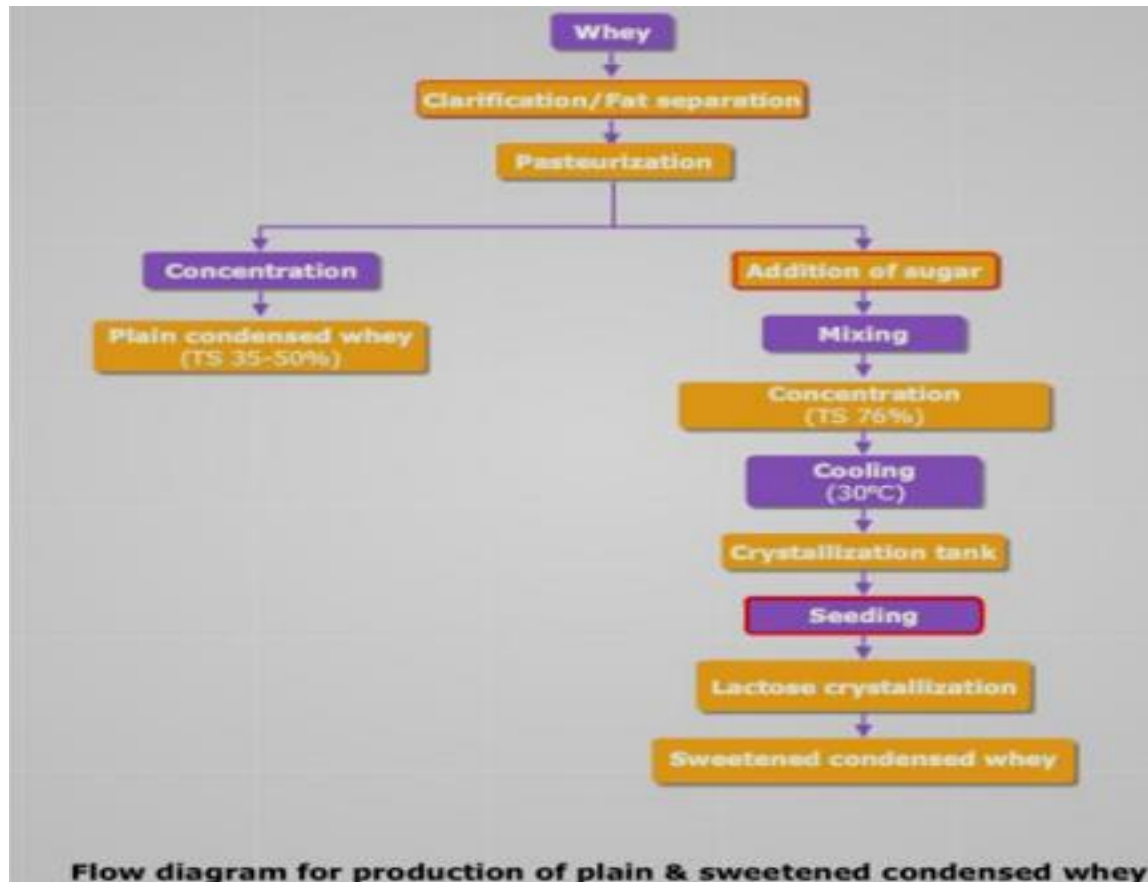 Whey
Clarification/Fat separation
Pasteurization
Concentration
Plain condensed whey
(TS 35-50%)
Addition of sugar
Mixing
Concentration
(TS 76%)
Cooling
(30°C)
Crystallization tank
Seeding
Lactose crystallization
Sweetened condensed whey
Flow diagram for production of plain & sweetened condensed whey